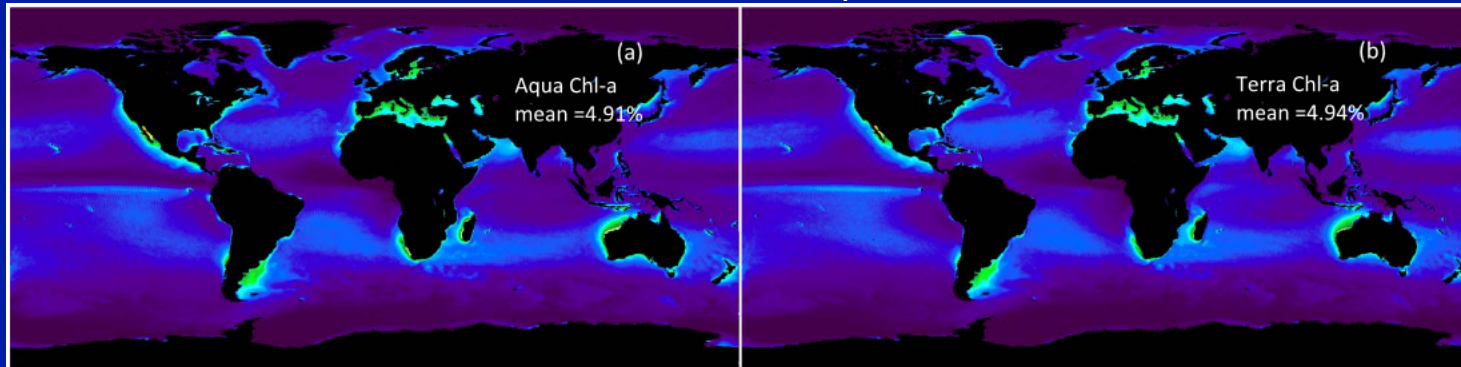 (a)
Aqua Chl-a
mean =4.91%
(b)
Terra Chl-a
mean =4.94%